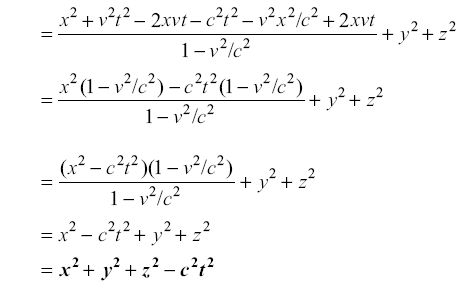 = x² + v²t² – 2xvt – c²t² – v²x²/c² + 2xvt / 1 – v²/c² + y² + z²
= x² (1 – v²/c²) – c²t² (1 – v²/c²) / 1 – v²/c² + y² + z²
= (x² – c²t²)(1 – v²/c²) / 1 – v²/c² + y² + z²
= x² – c²t² + y² + z²
= x² + y² + z² – c²t²